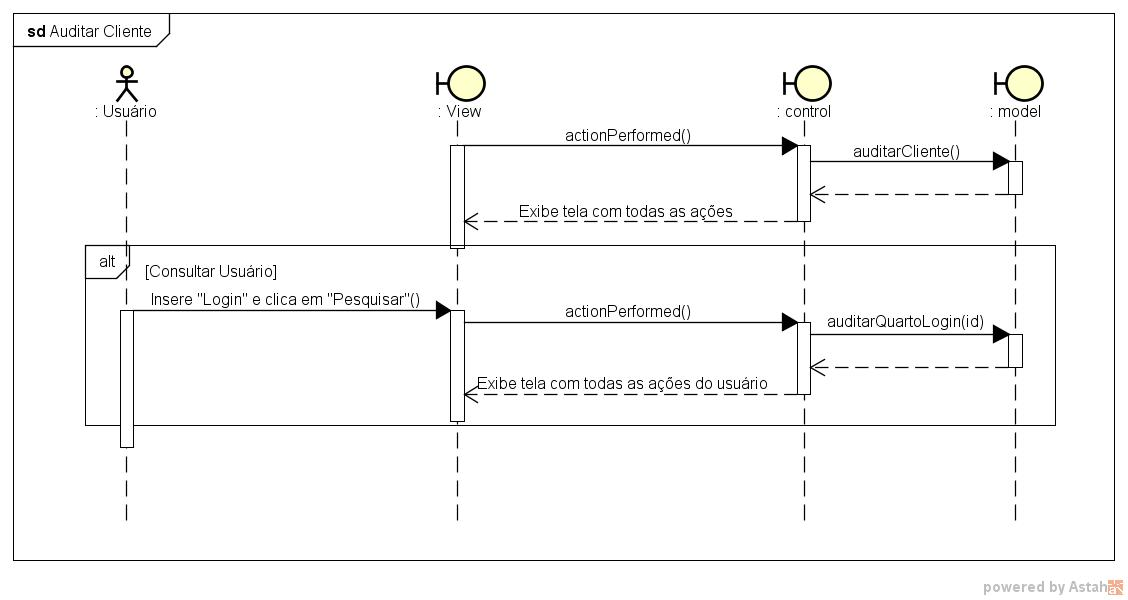 sd Auditar Cliente
: Usuário
: View
: control
: model
actionPerformed()
auditarCliente()
Exibe tela com todas as ações
alt
[Consultar Usuário]
Insere "Login" e clica em "Pesquisar"()
actionPerformed()
auditarQuartoLogin(id)
Exibe tela com todas as ações do usuário
powered by Astah